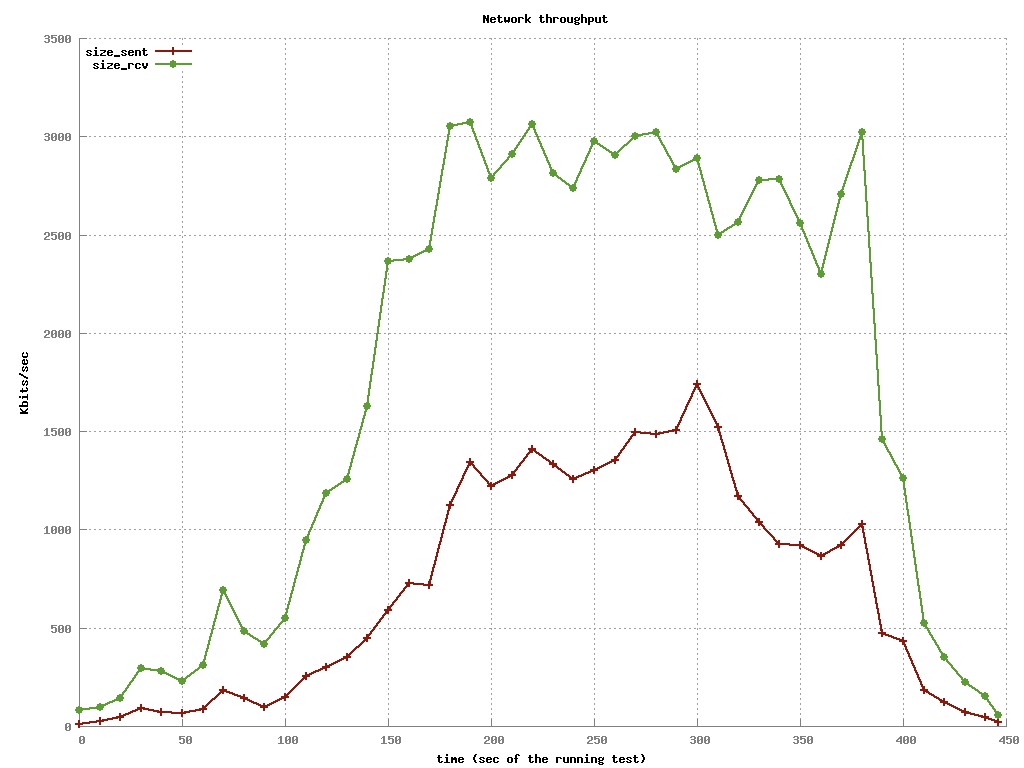 Network throughput
size_sent
size_rcv
3500
3000
2500
2000
1500
1000
500
0
Kbits/sec
0 50 100 150 200 250 300 350 400 450
time (sec of the running test)